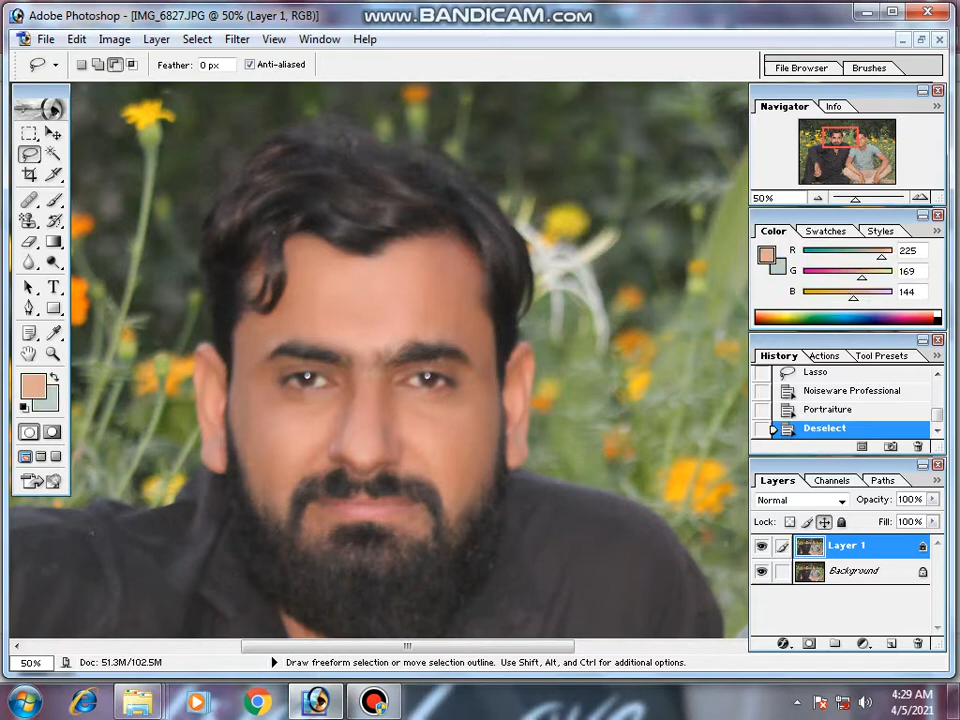 Adobe Photoshop - [IMG_6827.JPG @ 50% (Layer 1, RGB)]
www.BANDICAM.com
File Edit Image Layer Select Filter View Window Help
Feather: 0 px Anti-aliased
File Browser Brushes
Navigator Info
50%
Color Swatches Styles
R 225
G 169
B 144
History Actions Tool Presets
Lasso
Noiseware Professional
Portraiture
Deselect
Layers Channels Paths
Normal Opacity: 100%
Lock: Fill: 100%
Layer 1
Background
50% Doc: 51.3M/102.5M Draw freeform selection or move selection outline. Use Shift, Alt, and Ctrl for additional options.
4:29 AM
4/5/2021